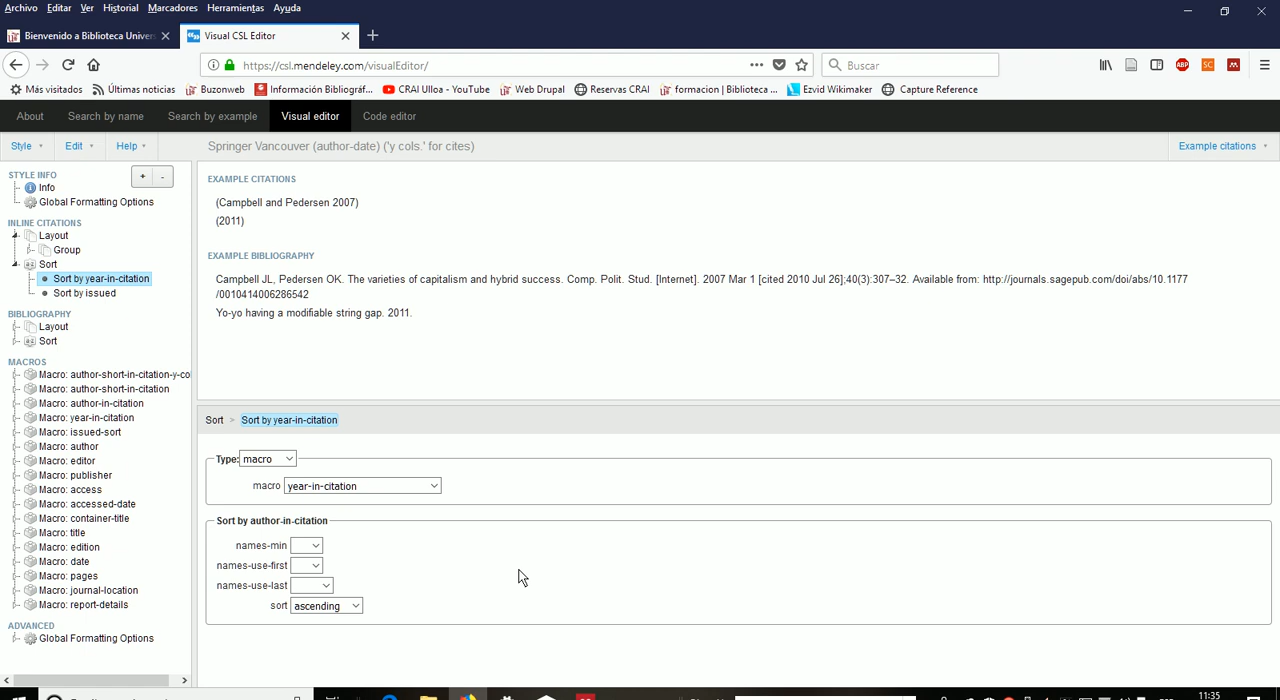 Archivo Editar Ver Historial Marcadores Herramientas Ayuda
Bienvenido a Biblioteca Univer
Visual CSL Editor
https://csl.mendeley.com/visualEditor/
Buscar
ABP
SC
Más visitados Últimas noticias Buzonweb Información Bibliográf... CRAI Ulloa - YouTube Web Drupal Reservas CRAI formacion | Biblioteca ... Ezvid Wikimaker Capture Reference
About Search by name Search by example Visual editor Code editor
Style Edit Help
Springer Vancouver (author-date) ('y cols.' for cites)
Example citations
STYLE INFO
+ -
Info
Global Formatting Options
INLINE CITATIONS
Layout
Group
Sort
Sort by year-in-citation
Sort by issued
BIBLIOGRAPHY
Layout
Sort
MACROS
Macro: author-short-in-citation-y-co
Macro: author-short-in-citation
Macro: author-in-citation
Macro: year-in-citation
Macro: issued-sort
Macro: author
Macro: editor
Macro: publisher
Macro: access
Macro: accessed-date
Macro: container-title
Macro: title
Macro: edition
Macro: date
Macro: pages
Macro: journal-location
Macro: report-details
ADVANCED
Global Formatting Options
EXAMPLE CITATIONS
(Campbell and Pedersen 2007)
(2011)
EXAMPLE BIBLIOGRAPHY
Campbell JL, Pedersen OK. The varieties of capitalism and hybrid success. Comp. Polit. Stud. [Internet]. 2007 Mar 1 [cited 2010 Jul 26];40(3):307–32. Available from: http://journals.sagepub.com/doi/abs/10.1177
/0010414006286542
Yo-yo having a modifiable string gap. 2011.
Sort > Sort by year-in-citation
Type: macro
macro year-in-citation
Sort by author-in-citation
names-min
names-use-first
names-use-last
sort ascending
11:35